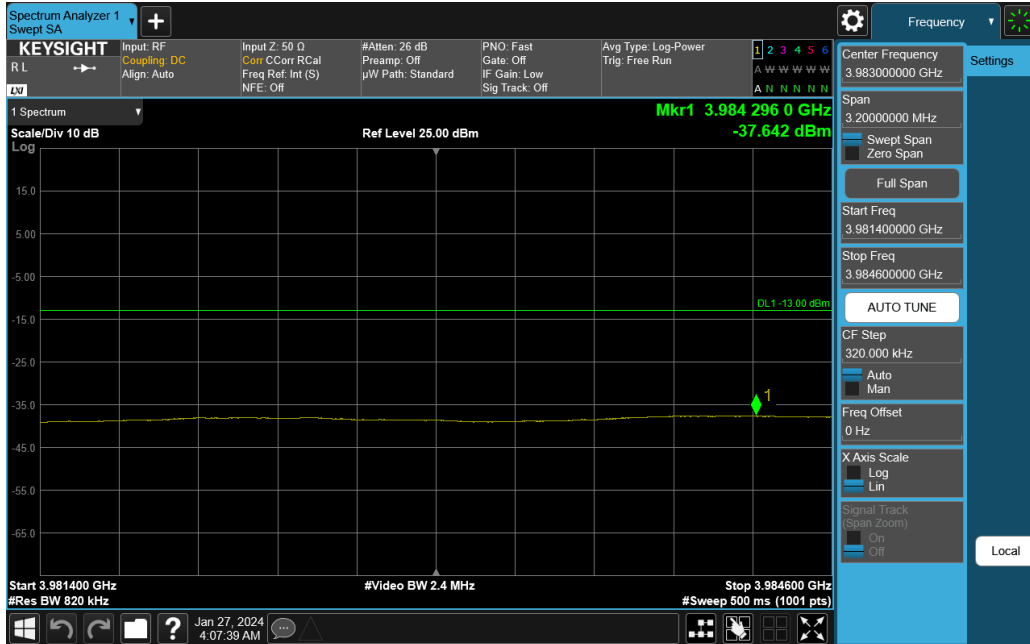 Spectrum Analyzer 1
Swept SA
Frequency
KEYSIGHT
R L
LXI
Input: RF
Coupling: DC
Align: Auto
Input Z: 50 Ω
Corr CCorr RCal
Freq Ref: Int (S)
NFE: Off
#Atten: 26 dB
Preamp: Off
µW Path: Standard
PNO: Fast
Gate: Off
IF Gain: Low
Sig Track: Off
Avg Type: Log-Power
Trig: Free Run
1 2 3 4 5 6
A W W W W W
A N N N N N
1 Spectrum
Scale/Div 10 dB
Log
Ref Level 25.00 dBm
Mkr1 3.984 296 0 GHz
-37.642 dBm
15.0
5.00
-5.00
-15.0
-25.0
-35.0
-45.0
-55.0
-65.0
DL1 -13.00 dBm
1
Start 3.981400 GHz
#Res BW 820 kHz
#Video BW 2.4 MHz
Stop 3.984600 GHz
#Sweep 500 ms (1001 pts)
Center Frequency
3.983000000 GHz
Settings
Span
3.20000000 MHz
Swept Span
Zero Span
Full Span
Start Freq
3.981400000 GHz
Stop Freq
3.984600000 GHz
AUTO TUNE
CF Step
320.000 kHz
Auto
Man
Freq Offset
0 Hz
X Axis Scale
Log
Lin
Signal Track
(Span Zoom)
On
Off
Local
?
Jan 27, 2024
4:07:39 AM